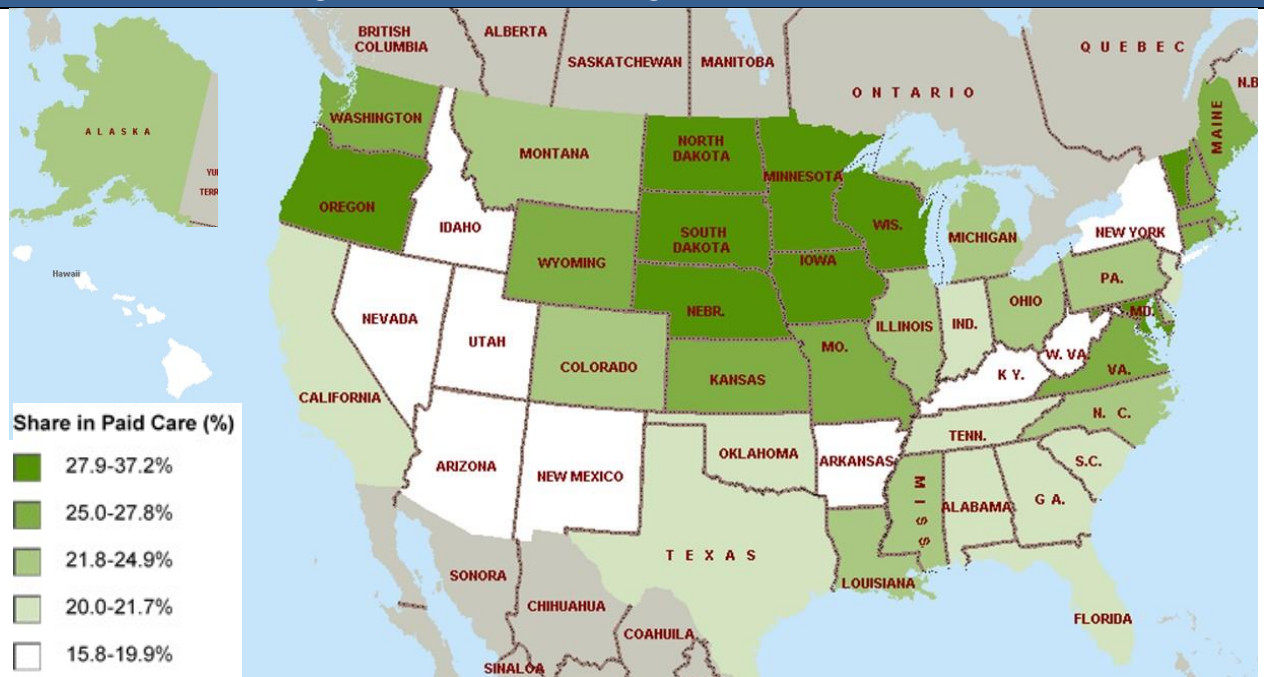 BRITISH
COLUMBIA
ALBERTA
SASKATCHEWAN
MANITOBA
ONTARIO
QUEBEC
N.B
ALASKA
YU
TERR
WASHINGTON
MONTANA
NORTH
DAKOTA
MINNESOTA
MAINE
OREGON
IDAHO
WYOMING
SOUTH
DAKOTA
WIS.
MICHIGAN
NEW YORK
Hawaii
NEVADA
UTAH
COLORADO
NEBR.
IOWA
ILLINOIS
IND.
OHIO
PA.
MD.
CALIFORNIA
KANSAS
MO.
KY.
W. VA.
VA.
ARIZONA
NEW MEXICO
OKLAHOMA
ARKANSAS
TENN.
N. C.
S.C.
MISS
ALABAMA
GA.
TEXAS
LOUISIANA
FLORIDA
SONORA
CHIHUAHUA
COAHUILA
SINALOA
Share in Paid Care (%)
27.9-37.2%
25.0-27.8%
21.8-24.9%
20.0-21.7%
15.8-19.9%